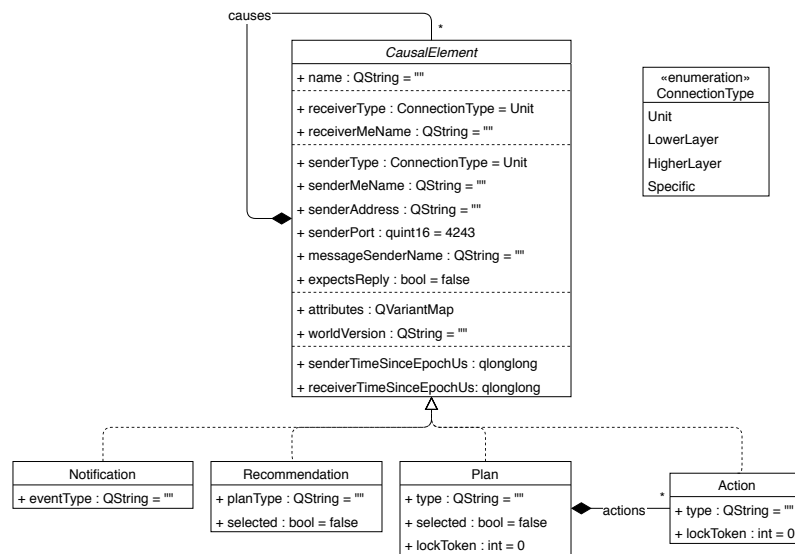 causes
*
CausalElement
+ name : QString = ""
+ receiverType : ConnectionType = Unit
+ receiverMeName : QString = ""
+ senderType : ConnectionType = Unit
+ senderMeName : QString = ""
+ senderAddress : QString = ""
+ senderPort : quint16 = 4243
+ messageSenderName : QString = ""
+ expectsReply : bool = false
+ attributes : QVariantMap
+ worldVersion : QString = ""
+ senderTimeSinceEpochUs : qlonglong
+ receiverTimeSinceEpochUs: qlonglong
«enumeration»
ConnectionType
Unit
LowerLayer
HigherLayer
Specific
Notification
+ eventType : QString = ""
Recommendation
+ planType : QString = ""
+ selected : bool = false
Plan
+ type : QString = ""
+ selected : bool = false
+ lockToken : int = 0
actions
*
Action
+ type : QString = ""
+ lockToken : int = 0